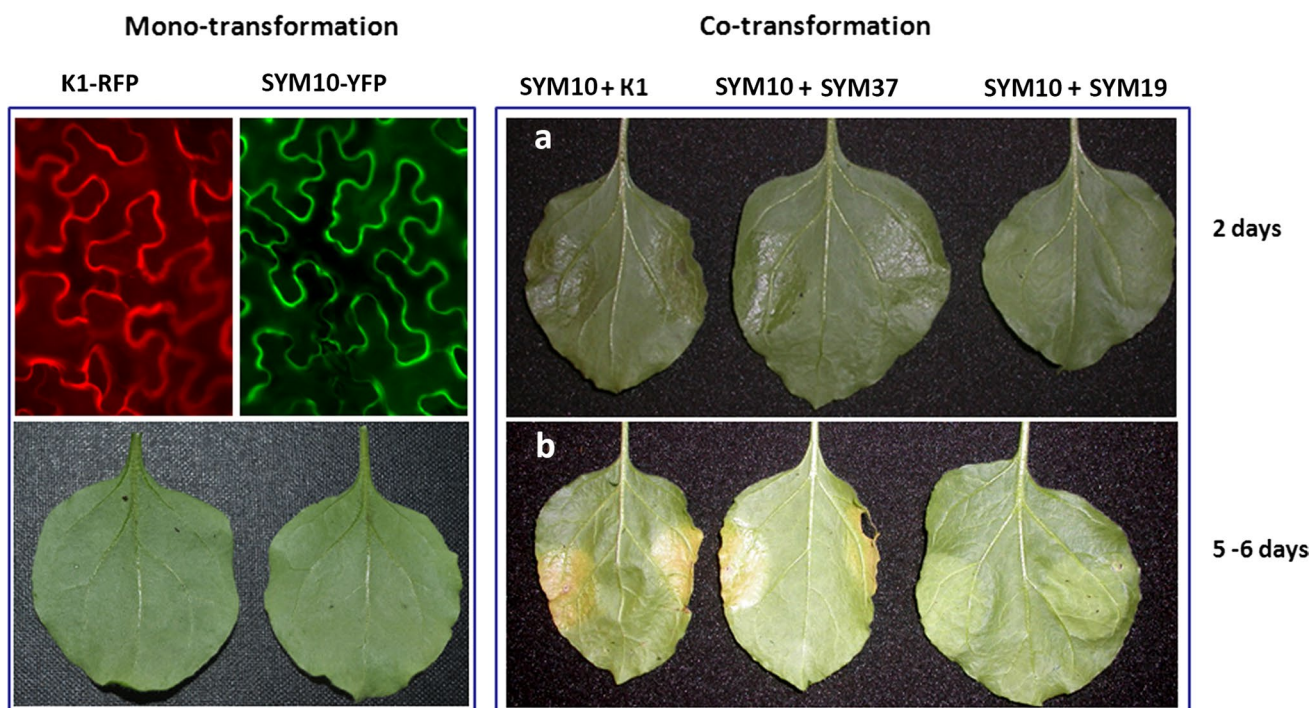 Mono-transformation
Co-transformation
K1-RFP
SYM10-YFP
SYM10 + K1
SYM10 + SYM37
SYM10 + SYM19
a
2 days
b
5 -6 days